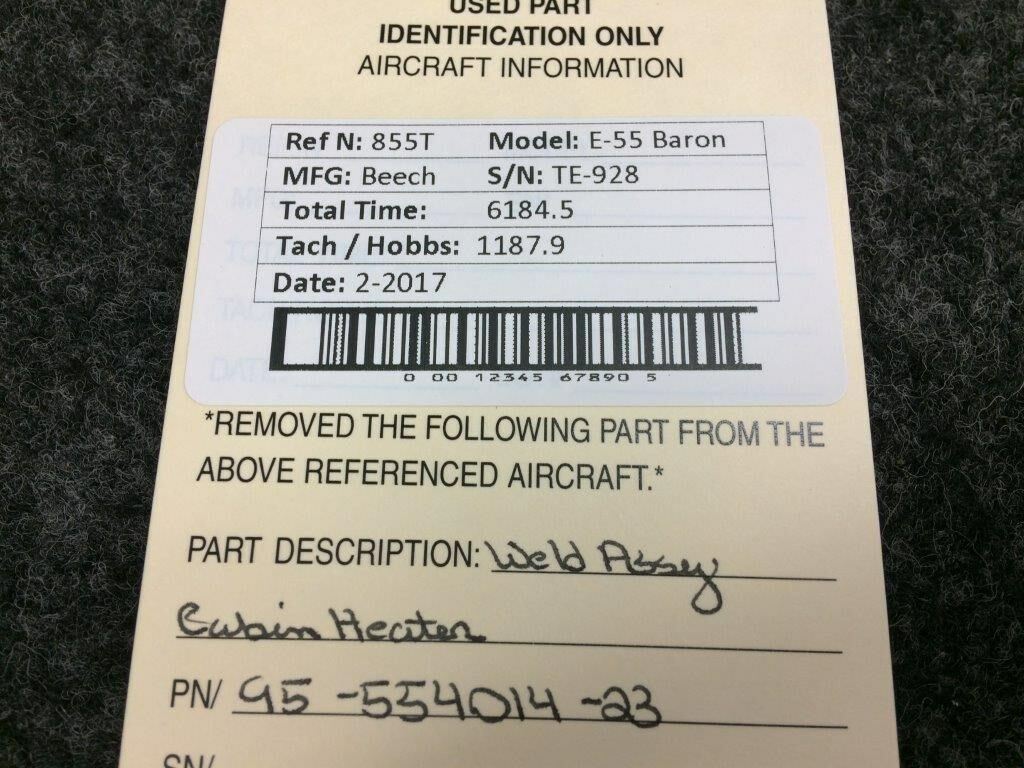 USED PART
IDENTIFICATION ONLY
AIRCRAFT INFORMATION
Ref N: 855T Model: E-55 Baron
MFG: Beech S/N: TE-928
Total Time: 6184.5
Tach / Hobbs: 1187.9
Date: 2-2017
0 00 12345 67890 5
*REMOVED THE FOLLOWING PART FROM THE
ABOVE REFERENCED AIRCRAFT.*
PART DESCRIPTION: Weld Assey
Cabin Heater
PN/ 95-554014-23
SN/